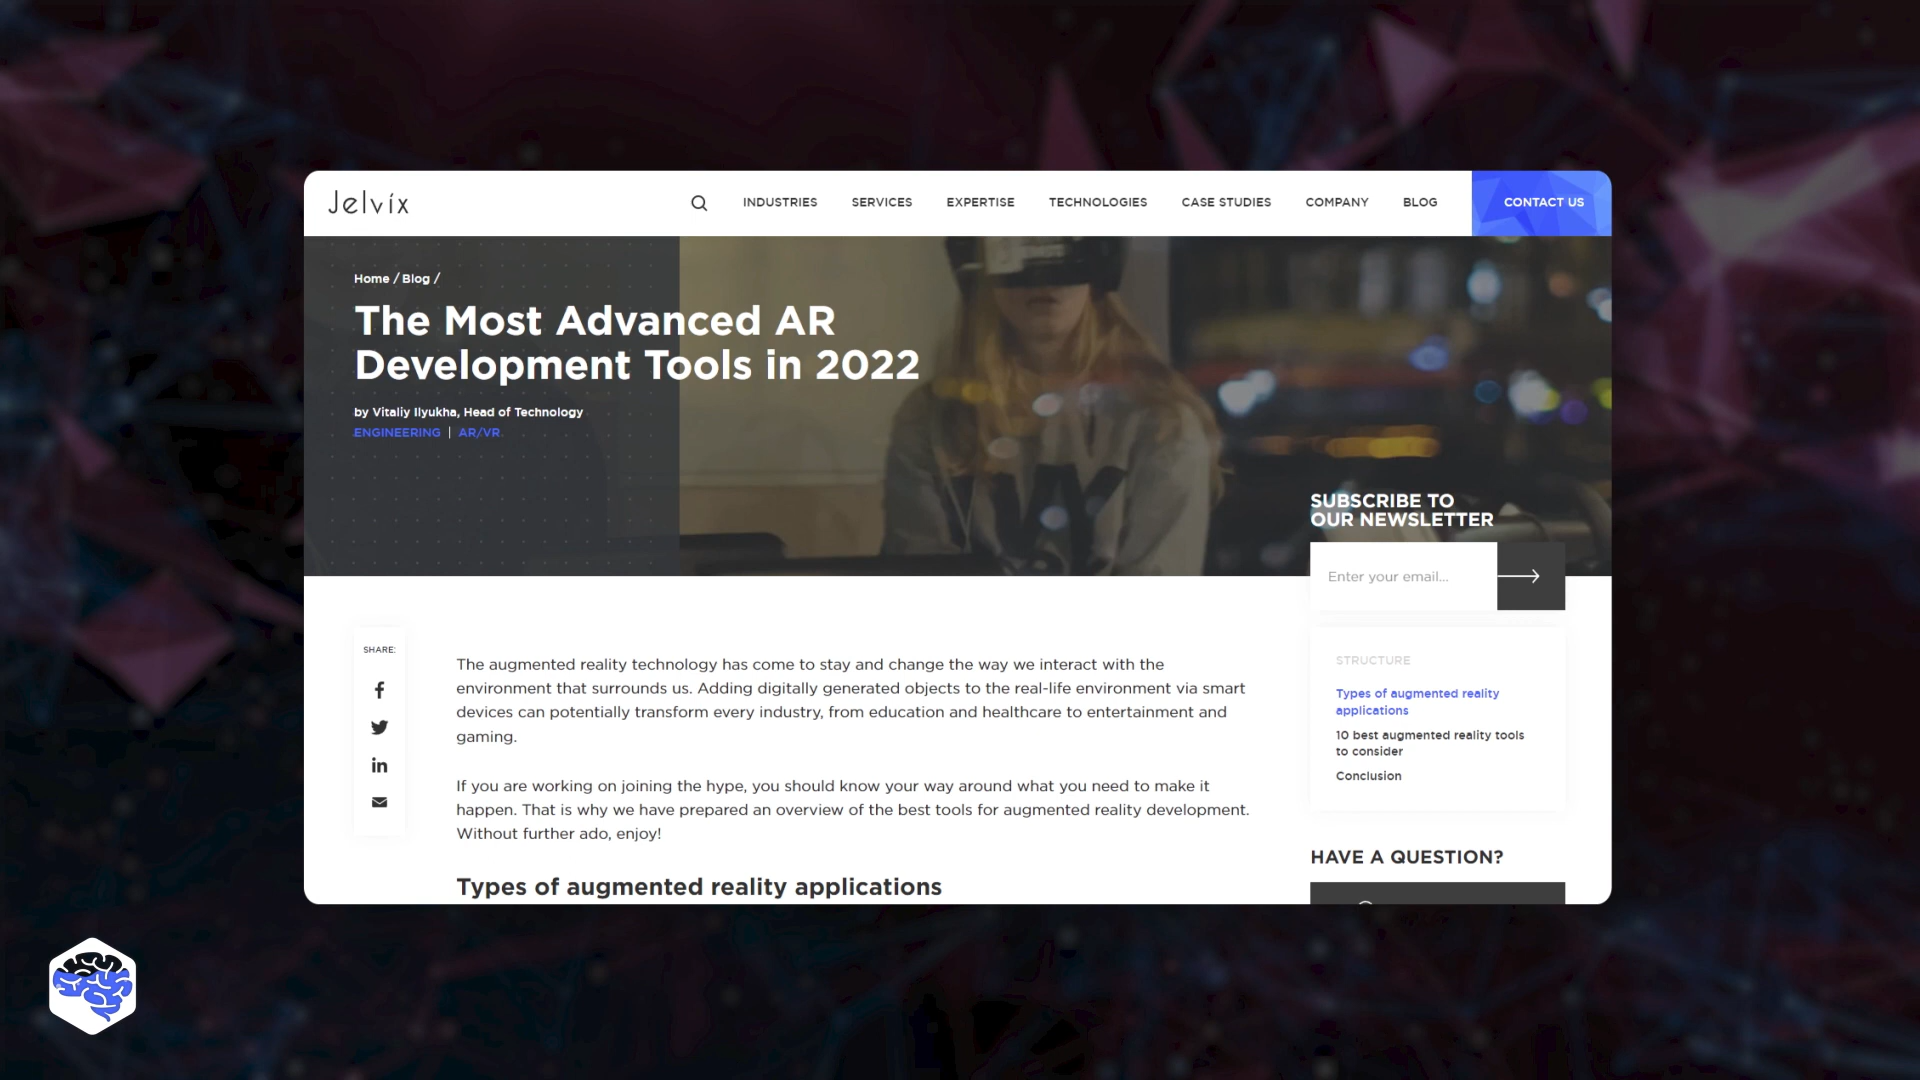 Jelvix
INDUSTRIES
SERVICES
EXPERTISE
TECHNOLOGIES
CASE STUDIES
COMPANY
BLOG
CONTACT US
Home / Blog /
The Most Advanced AR
Development Tools in 2022
by Vitaliy Ilyukha, Head of Technology
ENGINEERING | AR/VR
SUBSCRIBE TO
OUR NEWSLETTER
Enter your email...
SHARE:
The augmented reality technology has come to stay and change the way we interact with the
environment that surrounds us. Adding digitally generated objects to the real-life environment via smart
devices can potentially transform every industry, from education and healthcare to entertainment and
gaming.
If you are working on joining the hype, you should know your way around what you need to make it
happen. That is why we have prepared an overview of the best tools for augmented reality development.
Without further ado, enjoy!
Types of augmented reality applications
STRUCTURE
Types of augmented reality
applications
10 best augmented reality tools
to consider
Conclusion
HAVE A QUESTION?